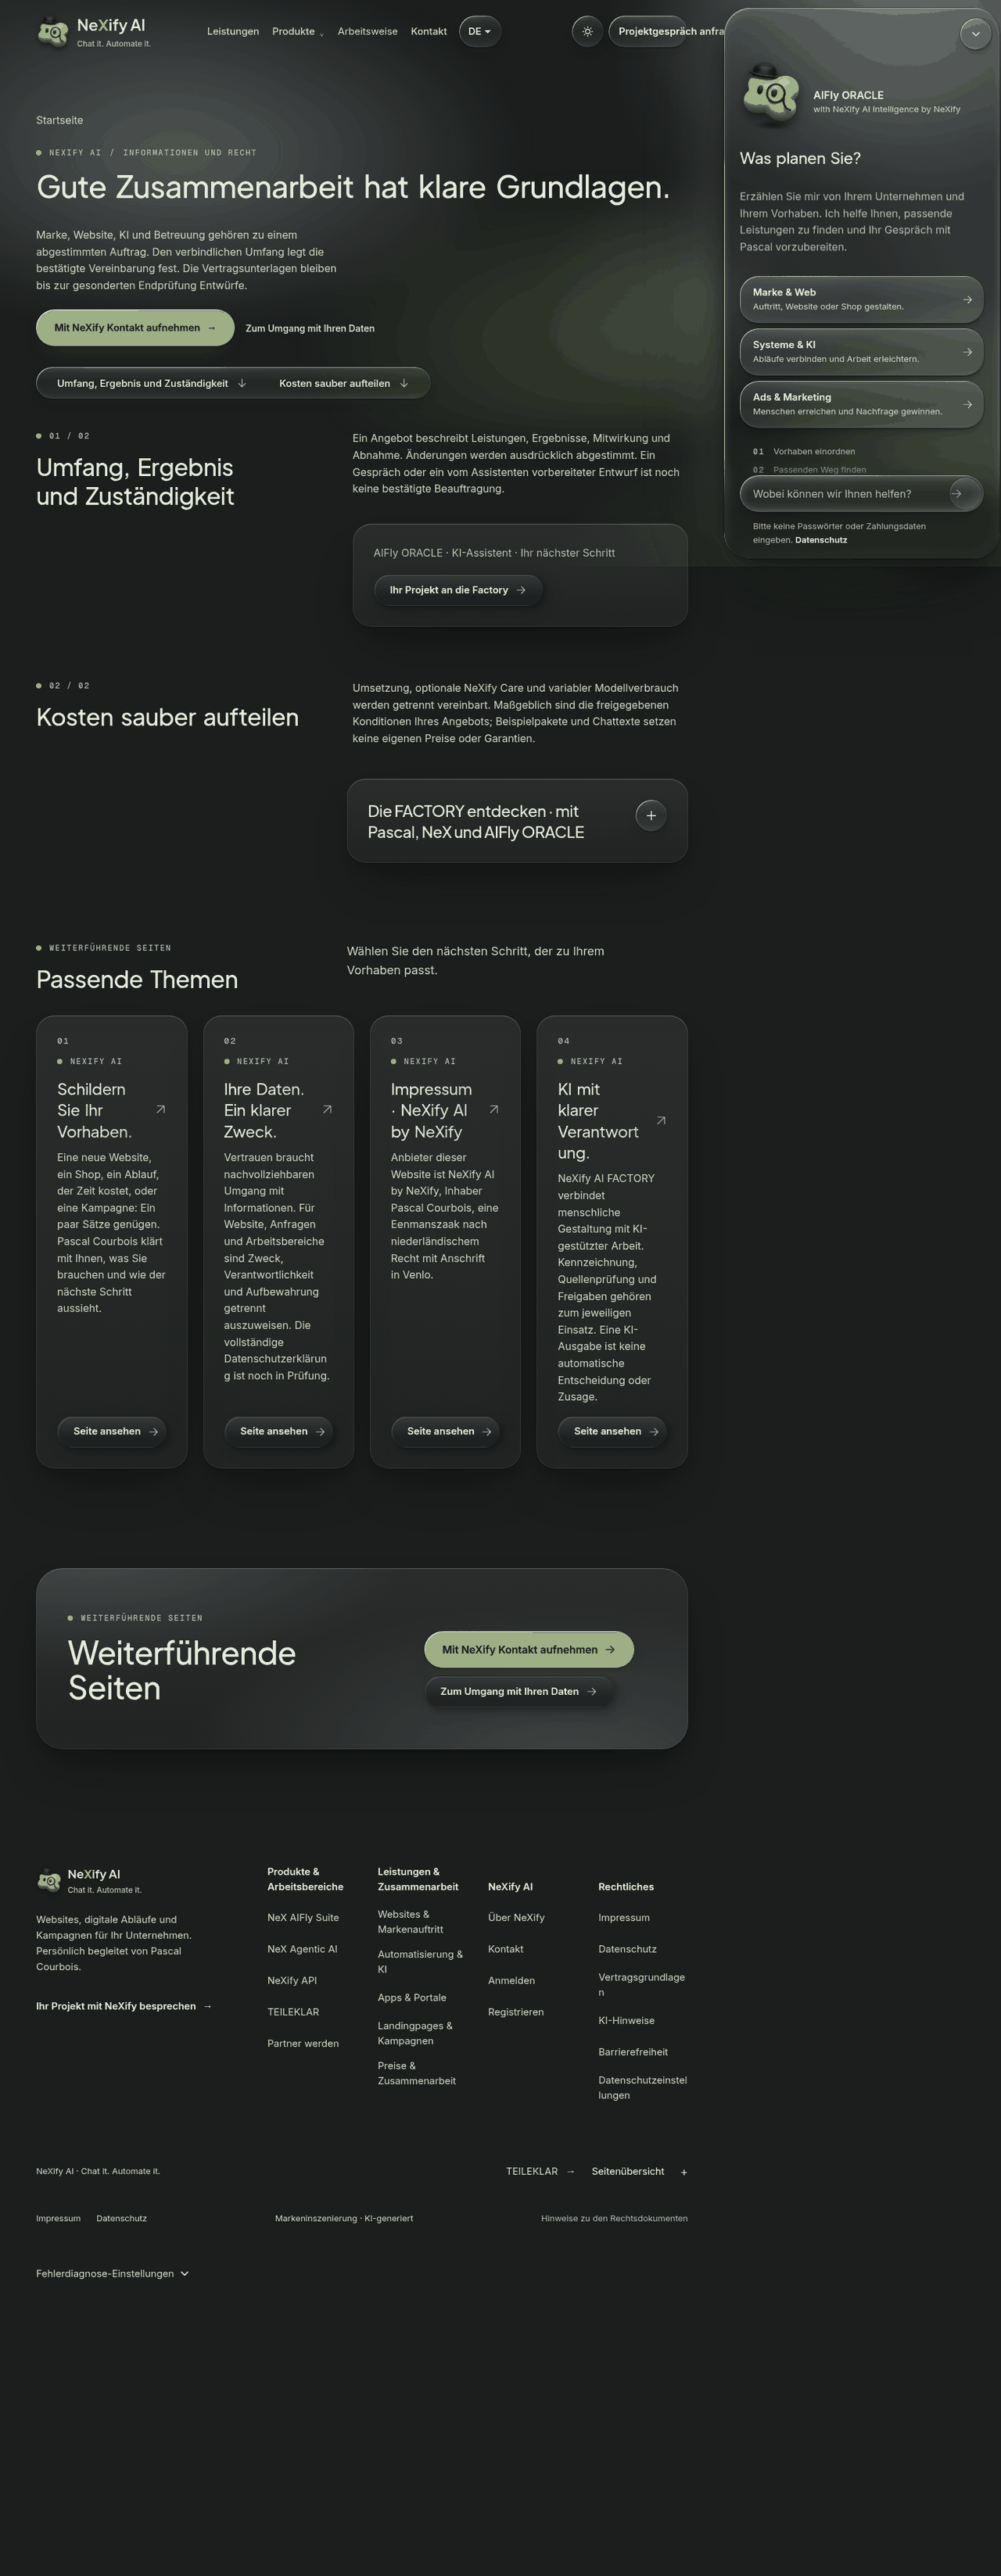 NeXify AI
Chat it. Automate it.
Leistungen
Produkte
Arbeitsweise
Kontakt
DE
Projektgespräch anfra
Startseite
NEXIFY AI / INFORMATIONEN UND RECHT
Gute Zusammenarbeit hat klare Grundlagen.
Marke, Website, KI und Betreuung gehören zu einem
abgestimmten Auftrag. Den verbindlichen Umfang legt die
bestätigte Vereinbarung fest. Die Vertragsunterlagen bleiben
bis zur gesonderten Endprüfung Entwürfe.
Mit NeXify Kontakt aufnehmen →
Zum Umgang mit Ihren Daten
Umfang, Ergebnis und Zuständigkeit ↓
Kosten sauber aufteilen ↓
AIFly ORACLE
with NeXify AI Intelligence by NeXify
Was planen Sie?
Erzählen Sie mir von Ihrem Unternehmen und
Ihrem Vorhaben. Ich helfe Ihnen, passende
Leistungen zu finden und Ihr Gespräch mit
Pascal vorzubereiten.
Marke & Web
Auftritt, Website oder Shop gestalten.
→
Systeme & KI
Abläufe verbinden und Arbeit erleichtern.
→
Ads & Marketing
Menschen erreichen und Nachfrage gewinnen.
→
01 Vorhaben einordnen
02 Passenden Weg finden
Wobei können wir Ihnen helfen? →
Bitte keine Passwörter oder Zahlungsdaten
eingeben. Datenschutz
01 / 02
Umfang, Ergebnis
und Zuständigkeit
Ein Angebot beschreibt Leistungen, Ergebnisse, Mitwirkung und
Abnahme. Änderungen werden ausdrücklich abgestimmt. Ein
Gespräch oder ein vom Assistenten vorbereiteter Entwurf ist noch
keine bestätigte Beauftragung.
AIFly ORACLE · KI-Assistent · Ihr nächster Schritt
Ihr Projekt an die Factory →
02 / 02
Kosten sauber aufteilen
Umsetzung, optionale NeXify Care und variabler Modellverbrauch
werden getrennt vereinbart. Maßgeblich sind die freigegebenen
Konditionen Ihres Angebots; Beispielpakete und Chattexte setzen
keine eigenen Preise oder Garantien.
Die FACTORY entdecken · mit
Pascal, NeX und AIFly ORACLE
+
WEITERFÜHRENDE SEITEN
Passende Themen
Wählen Sie den nächsten Schritt, der zu Ihrem
Vorhaben passt.
01
NEXIFY AI
Schildern
Sie Ihr
Vorhaben.
Eine neue Website,
ein Shop, ein Ablauf,
der Zeit kostet, oder
eine Kampagne: Ein
paar Sätze genügen.
Pascal Courbois klärt
mit Ihnen, was Sie
brauchen und wie der
nächste Schritt
aussieht.
Seite ansehen →
02
NEXIFY AI
Ihre Daten.
Ein klarer
Zweck.
Vertrauen braucht
nachvollziehbaren
Umgang mit
Informationen. Für
Website, Anfragen
und Arbeitsbereiche
sind Zweck,
Verantwortlichkeit
und Aufbewahrung
getrennt
auszuweisen. Die
vollständige
Datenschutzerklärun
g ist noch in Prüfung.
Seite ansehen →
03
NEXIFY AI
Impressum
· NeXify AI
by NeXify
Anbieter dieser
Website ist NeXify AI
by NeXify, Inhaber
Pascal Courbois, eine
Eenmanszaak nach
niederländischem
Recht mit Anschrift
in Venlo.
Seite ansehen →
04
NEXIFY AI
KI mit
klarer
Verantwort
ung.
NeXify AI FACTORY
verbindet
menschliche
Gestaltung mit KI-
gestützter Arbeit.
Kennzeichnung,
Quellenprüfung und
Freigaben gehören
zum jeweiligen
Einsatz. Eine KI-
Ausgabe ist keine
automatische
Entscheidung oder
Zusage.
Seite ansehen →
WEITERFÜHRENDE SEITEN
Weiterführende
Seiten
Mit NeXify Kontakt aufnehmen →
Zum Umgang mit Ihren Daten →
NeXify AI
Chat it. Automate it.
Websites, digitale Abläufe und
Kampagnen für Ihr Unternehmen.
Persönlich begleitet von Pascal
Courbois.
Ihr Projekt mit NeXify besprechen →
Produkte &
Arbeitsbereiche
NeX AIFly Suite
NeX Agentic AI
NeXify API
TEILEKLAR
Partner werden
Leistungen &
Zusammenarbeit
Websites &
Markenauftritt
Automatisierung &
KI
Apps & Portale
Landingpages &
Kampagnen
Preise &
Zusammenarbeit
NeXify AI
Über NeXify
Kontakt
Anmelden
Registrieren
Rechtliches
Impressum
Datenschutz
Vertragsgrundlage
n
KI-Hinweise
Barrierefreiheit
Datenschutzeinstel
lungen
NeXify AI · Chat it. Automate it.
TEILEKLAR →
Seitenübersicht +
Impressum
Datenschutz
Markeninszenierung · KI-generiert
Hinweise zu den Rechtsdokumenten
Fehlerdiagnose-Einstellungen